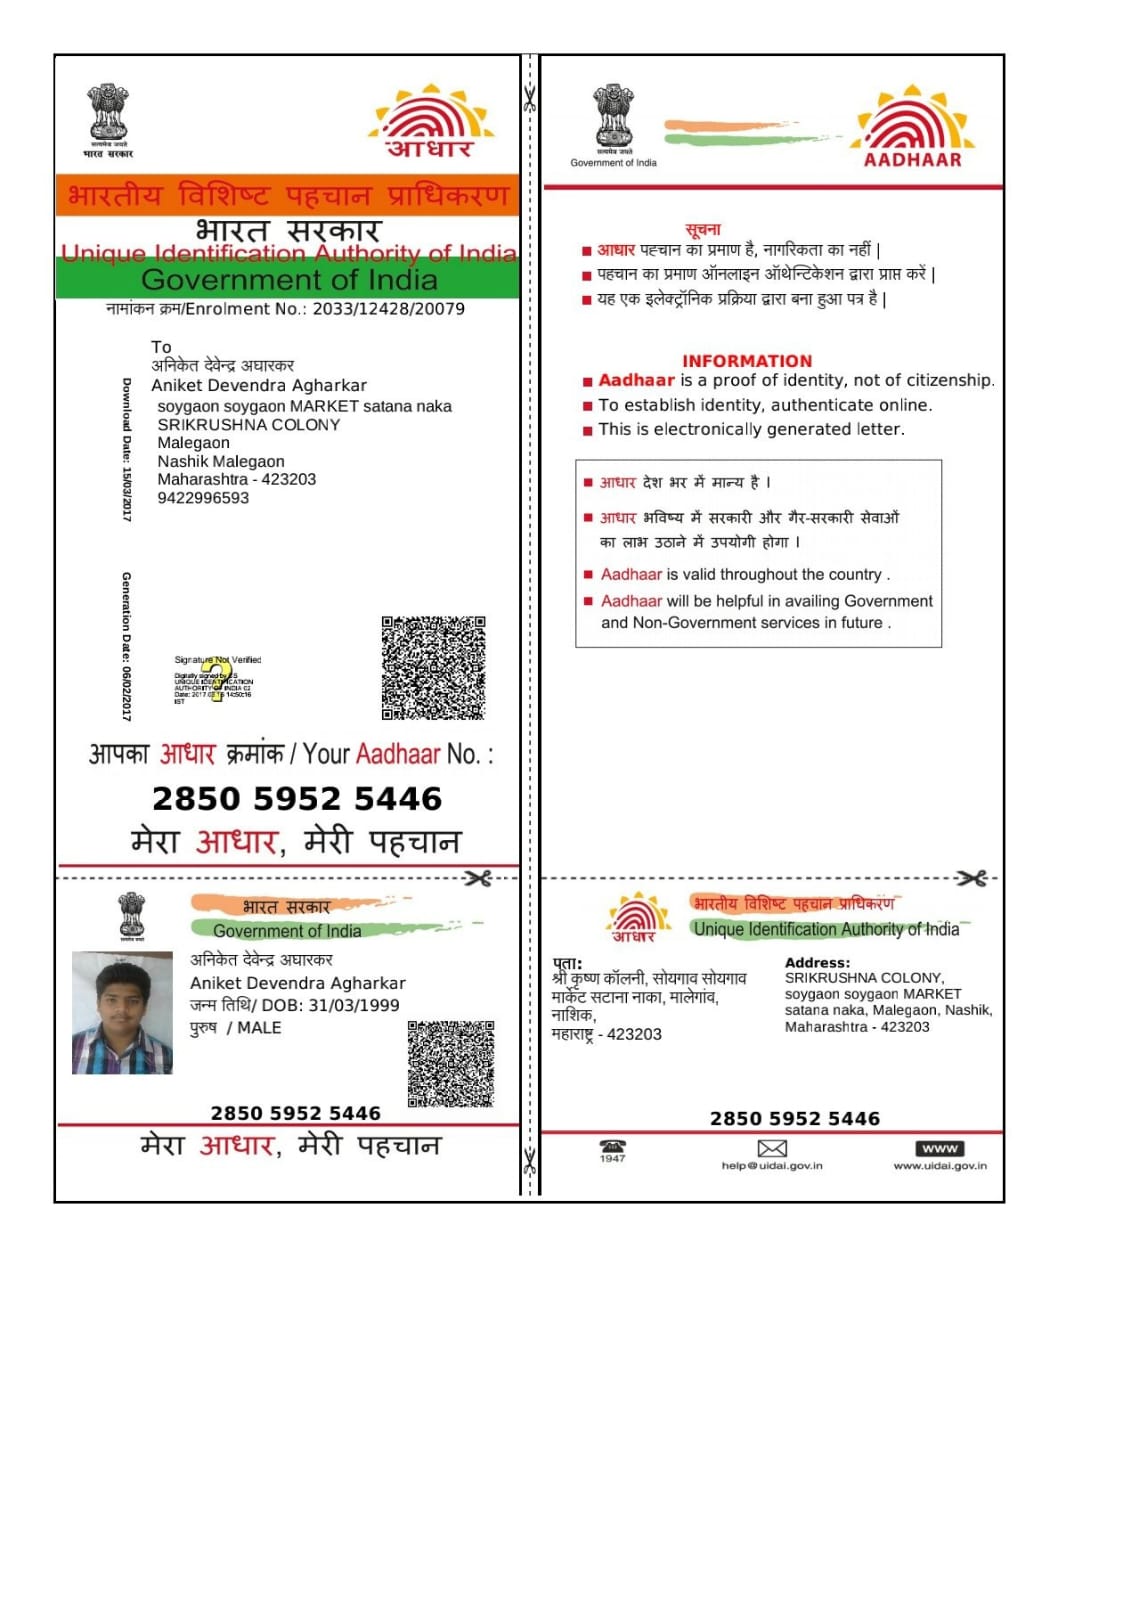 सत्यमेव जयते
भारत सरकार
आधार
भारतीय विशिष्ट पहचान प्राधिकरण
भारत सरकार
Unique Identification Authority of India
Government of India
नामांकन क्रम/Enrolment No.: 2033/12428/20079
To
अनिकेत देवेन्द्र अघारकर
Aniket Devendra Agharkar
soygaon soygaon MARKET satana naka
SRIKRUSHNA COLONY
Malegaon
Nashik Malegaon
Maharashtra - 423203
9422996593
Download Date: 15/03/2017
Generation Date: 06/02/2017
Signature Not Verified
Digitally signed by DS
UNIQUE IDENTIFICATION
AUTHORITY OF INDIA 02
IST
आपका आधार क्रमांक / Your Aadhaar No. :
2850 5952 5446
मेरा आधार, मेरी पहचान
सत्यमेव जयते
Government of India
AADHAAR
सूचना
आधार पहचान का प्रमाण है, नागरिकता का नहीं |
पहचान का प्रमाण ऑनलाइन ऑथेन्टिकेशन द्वारा प्राप्त करें |
यह एक इलेक्ट्रॉनिक प्रक्रिया द्वारा बना हुआ पत्र है |
INFORMATION
Aadhaar is a proof of identity, not of citizenship.
To establish identity, authenticate online.
This is electronically generated letter.
आधार देश भर में मान्य है ।
आधार भविष्य में सरकारी और गैर-सरकारी सेवाओं
का लाभ उठाने में उपयोगी होगा ।
Aadhaar is valid throughout the country .
Aadhaar will be helpful in availing Government
and Non-Government services in future .
भारत सरकार
Government of India
अनिकेत देवेन्द्र अघारकर
Aniket Devendra Agharkar
जन्म तिथि/ DOB: 31/03/1999
पुरुष / MALE
2850 5952 5446
मेरा आधार, मेरी पहचान
आधार
भारतीय विशिष्ट पहचान प्राधिकरण
Unique Identification Authority of India
पता:
श्री कृष्ण कॉलनी, सोयगाव सोयगाव
मार्केट सटाना नाका, मालेगांव,
नाशिक,
महाराष्ट्र - 423203
Address:
SRIKRUSHNA COLONY,
soygaon soygaon MARKET
satana naka, Malegaon, Nashik,
Maharashtra - 423203
2850 5952 5446
1947
help@uidai.gov.in
www
www.uidai.gov.in